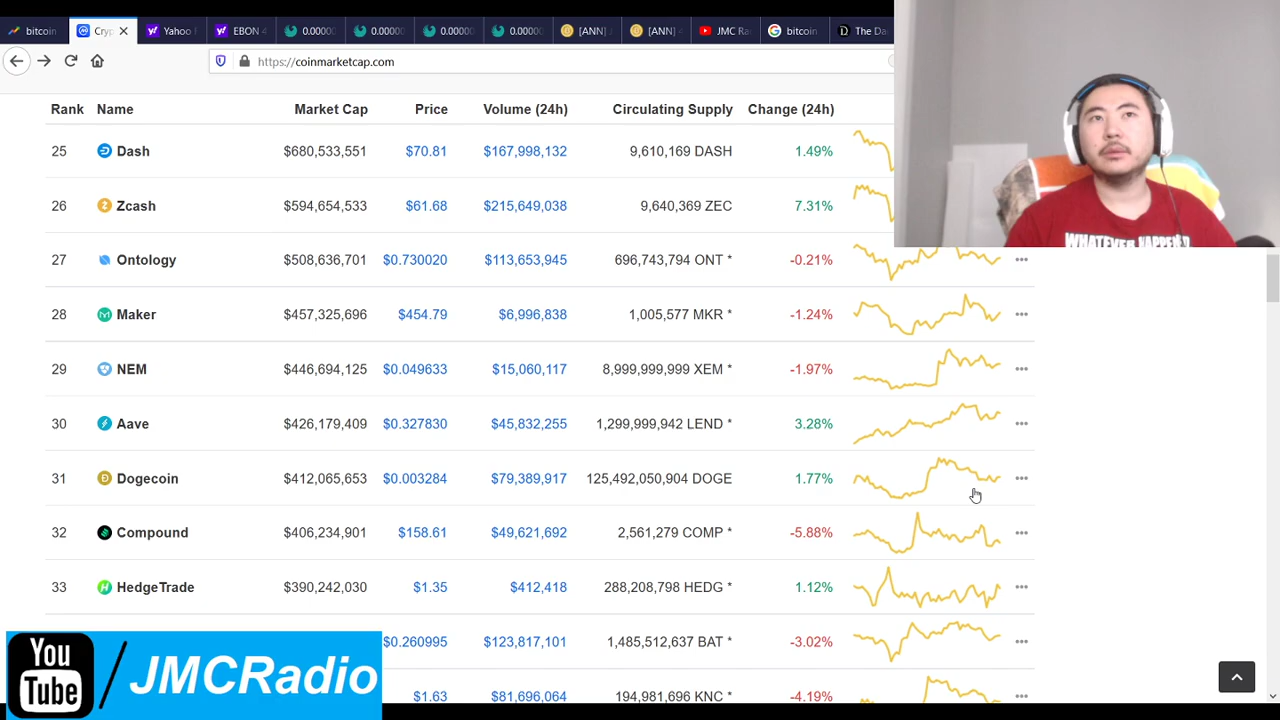 bitcoin
Cryp
Yahoo
EBON
0.0000
0.0000
0.0000
0.0000
[ANN]
[ANN]
JMC Ra
bitcoin
The Da
https://coinmarketcap.com
Rank Name Market Cap Price Volume (24h) Circulating Supply Change (24h)
25 Dash $680,533,551 $70.81 $167,998,132 9,610,169 DASH 1.49%
26 Zcash $594,654,533 $61.68 $215,649,038 9,640,369 ZEC 7.31%
27 Ontology $508,636,701 $0.730020 $113,653,945 696,743,794 ONT * -0.21%
28 Maker $457,325,696 $454.79 $6,996,838 1,005,577 MKR * -1.24%
29 NEM $446,694,125 $0.049633 $15,060,117 8,999,999,999 XEM * -1.97%
30 Aave $426,179,409 $0.327830 $45,832,255 1,299,999,942 LEND * 3.28%
31 Dogecoin $412,065,653 $0.003284 $79,389,917 125,492,050,904 DOGE 1.77%
32 Compound $406,234,901 $158.61 $49,621,692 2,561,279 COMP * -5.88%
33 HedgeTrade $390,242,030 $1.35 $412,418 288,208,798 HEDG * 1.12%
$0.260995 $123,817,101 1,485,512,637 BAT * -3.02%
$1.63 $81,696,064 194,981,696 KNC * -4.19%
WHATEVER HAPPENED
You
Tube
/JMCRadio